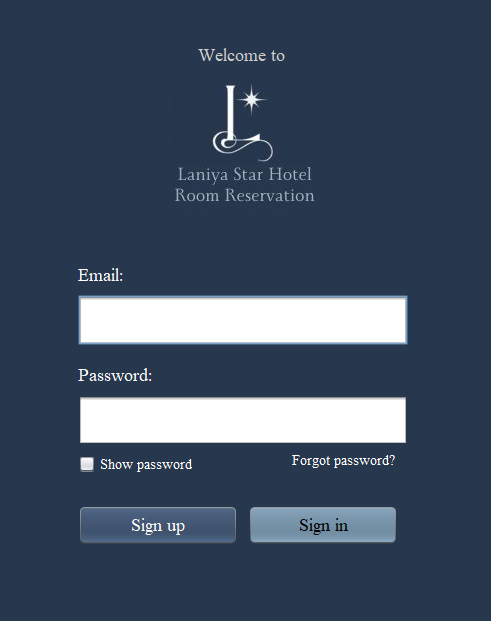 Welcome to
L
Laniya Star Hotel
Room Reservation
Email:
Password:
Show password
Forgot password?
Sign up
Sign in